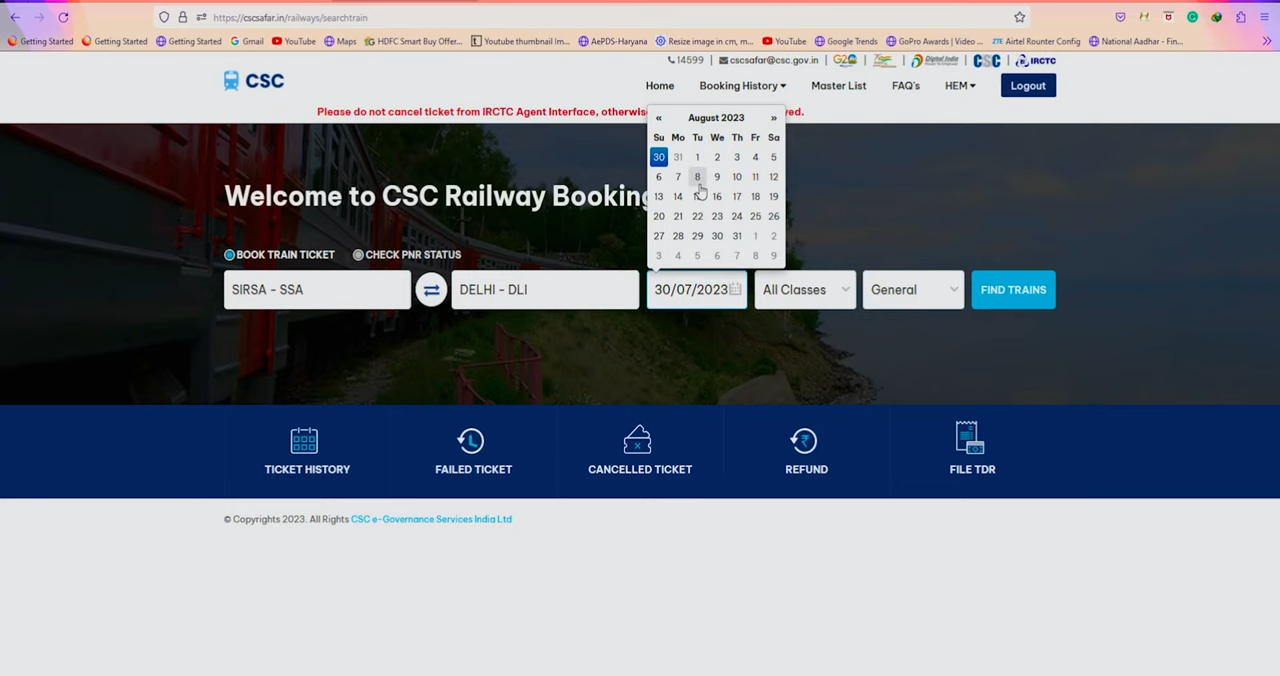 https://cscsafar.in/railways/searchtrain
Getting Started Getting Started Getting Started Gmail YouTube Maps HDFC Smart Buy Offer... Youtube thumbnail Im... AePDS-Haryana Resize image in cm, m... YouTube Google Trends GoPro Awards | Video ... Airtel Rounter Config National Aadhar - Fin...
14599 | cscsafar@csc.gov.in | G20 | | Digital India | CSC | IRCTC
CSC
Home Booking History Master List FAQ's HEM Logout
Please do not cancel ticket from IRCTC Agent Interface, otherwis
« August 2023 »
Su Mo Tu We Th Fr Sa
30 31 1 2 3 4 5
6 7 8 9 10 11 12
13 14 16 17 18 19
20 21 22 23 24 25 26
27 28 29 30 31 1 2
3 4 5 6 7 8 9
Welcome to CSC Railway Booking
BOOK TRAIN TICKET CHECK PNR STATUS
SIRSA - SSA DELHI - DLI 30/07/2023 All Classes General FIND TRAINS
TICKET HISTORY FAILED TICKET CANCELLED TICKET REFUND FILE TDR
© Copyrights 2023. All Rights CSC e-Governance Services India Ltd